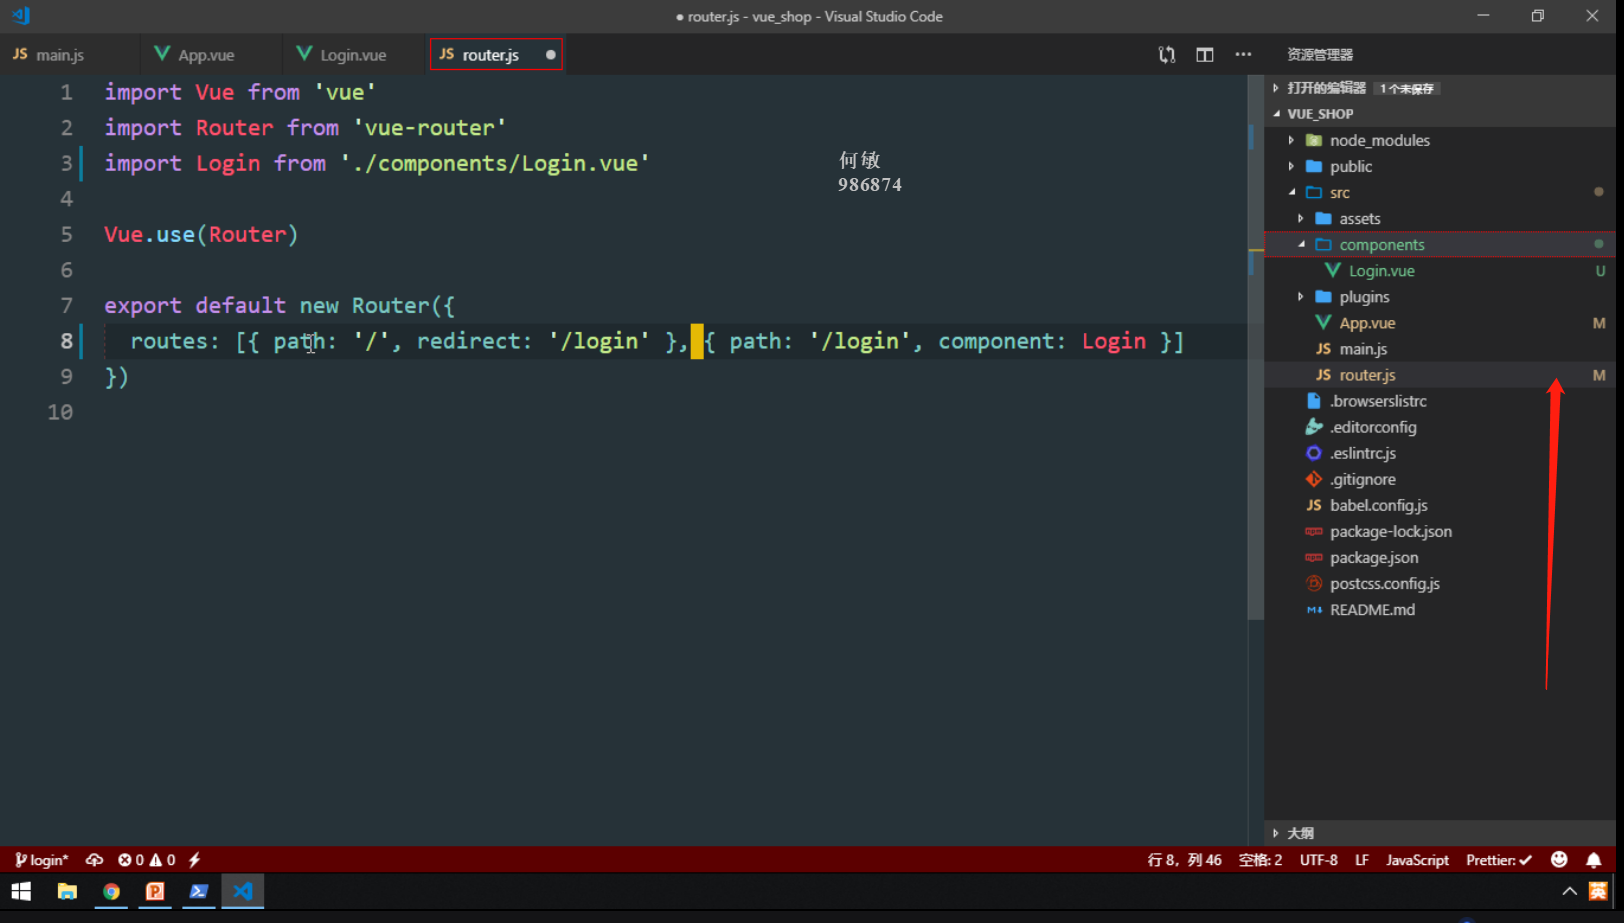 ● router.js - vue_shop - Visual Studio Code
JS main.js
App.vue
Login.vue
JS router.js ●
资源管理器
1 import Vue from 'vue'
2 import Router from 'vue-router'
3 import Login from './components/Login.vue'
4
5 Vue.use(Router)
6
7 export default new Router({
8 routes: [{ path: '/', redirect: '/login' }, { path: '/login', component: Login }]
9 })
10
何敏
986874
打开的编辑器 1 个未保存
VUE_SHOP
node_modules
public
src
assets
components
Login.vue U
plugins
App.vue M
JS main.js
JS router.js M
.browserslistrc
.editorconfig
.eslintrc.js
.gitignore
JS babel.config.js
package-lock.json
package.json
postcss.config.js
README.md
大纲
login* 0 0
行 8，列 46 空格: 2 UTF-8 LF JavaScript Prettier: ✓
英